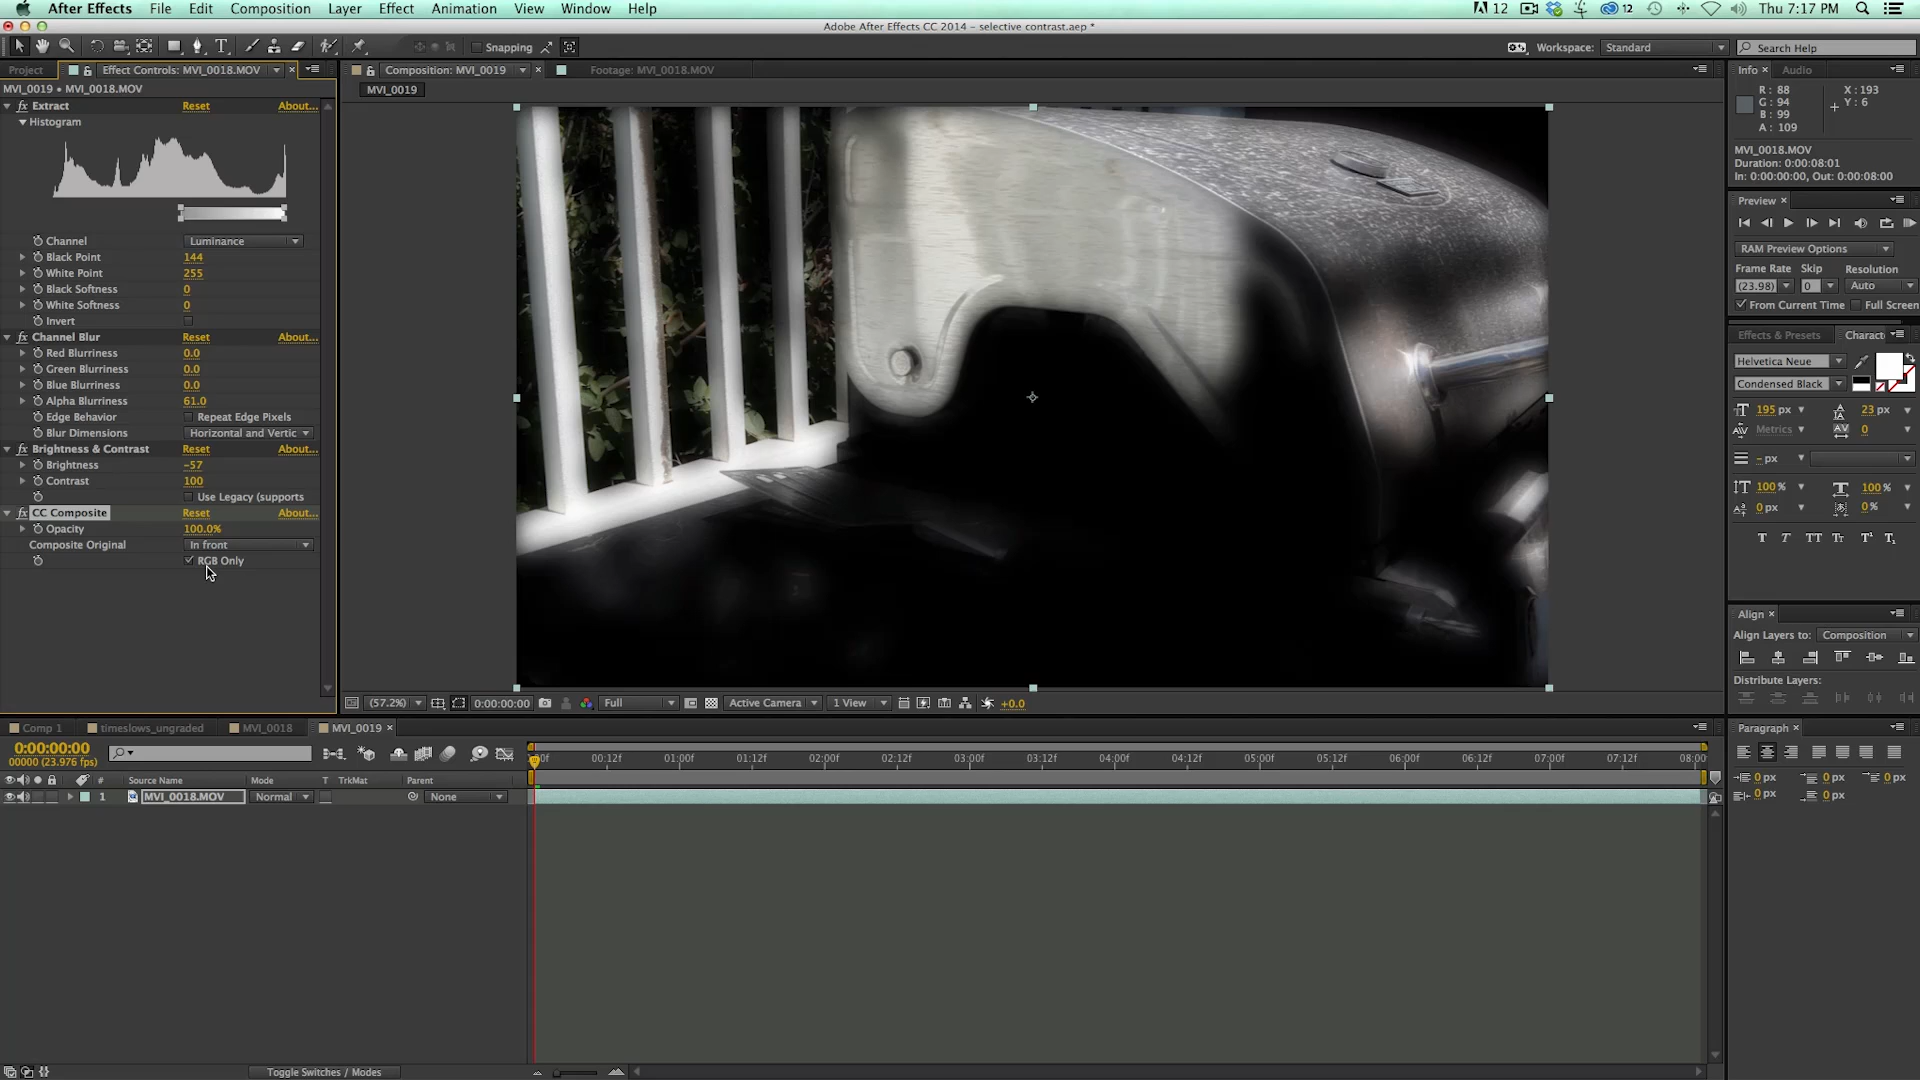 After Effects File Edit Composition Layer Effect Animation View Window Help
12 12 Thu 7:17 PM
Adobe After Effects CC 2014 – selective contrast.aep *
Snapping Workspace: Standard Search Help
Project Effect Controls: MVI_0018.MOV × Composition: MVI_0019 × Footage: MVI_0018.MOV Info × Audio
MVI_0019 • MVI_0018.MOV MVI_0019
Extract Reset About...
Histogram
Channel Luminance
Black Point 144
White Point 255
Black Softness 0
White Softness 0
Invert
Channel Blur Reset About...
Red Blurriness 0.0
Green Blurriness 0.0
Blue Blurriness 0.0
Alpha Blurriness 61.0
Edge Behavior Repeat Edge Pixels
Blur Dimensions Horizontal and Vertic
Brightness & Contrast Reset About...
Brightness –57
Contrast 100
Use Legacy (supports
CC Composite Reset About...
Opacity 100.0%
Composite Original In front
RGB Only
R: 88 X: 193
G: 94 Y: 6
B: 99
A: 109
MVI_0018.MOV
Duration: 0:00:08:01
In: 0:00:00:00, Out: 0:00:08:00
Preview ×
RAM Preview Options
Frame Rate Skip Resolution
(23.98) 0 Auto
From Current Time Full Screen
Effects & Presets Charact
Helvetica Neue
Condensed Black
195 px 23 px
Metrics 0
– px
100 % 100 %
0 px 0 %
T T TT Tr T¹ T₁
Align ×
Align Layers to: Composition
Distribute Layers:
(57.2%) 0:00:00:00 Full Active Camera 1 View +0.0
Comp 1 timeslows_ungraded MVI_0018 MVI_0019 ×
0:00:00:00
00000 (23.976 fps)
00f 00:12f 01:00f 01:12f 02:00f 02:12f 03:00f 03:12f 04:00f 04:12f 05:00f 05:12f 06:00f 06:12f 07:00f 07:12f 08:00
# Source Name Mode T TrkMat Parent
1 MVI_0018.MOV Normal None
Paragraph ×
0 px 0 px 0 px
0 px 0 px
Toggle Switches / Modes